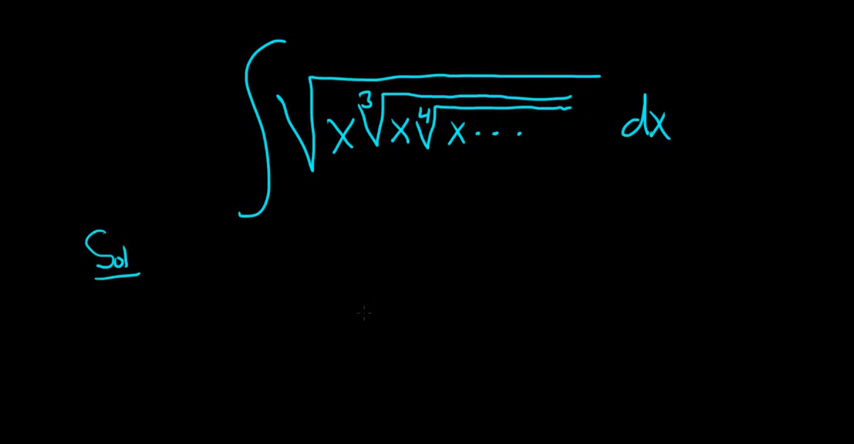 ∫ √(x ∛(x ∜(x ⋯))) dx
Sol